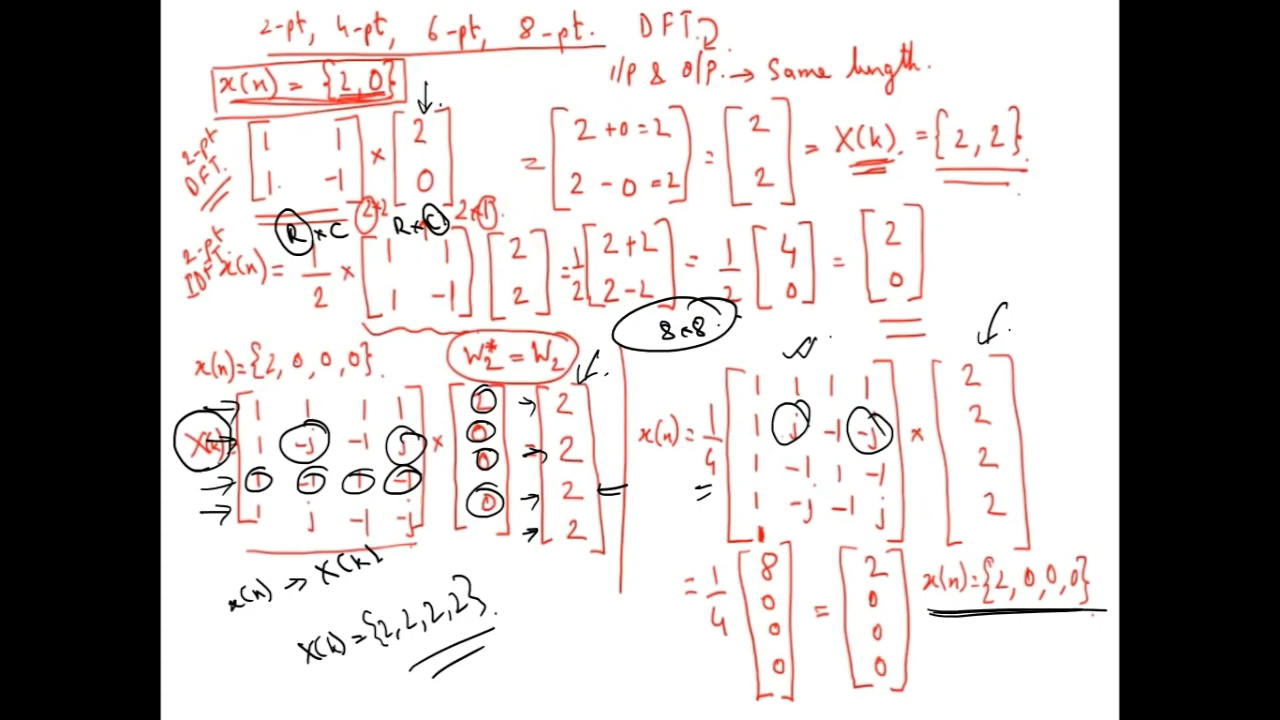 2-pt, 4-pt, 6-pt, 8-pt. DFT.
I/P & O/P. → Same length.
x(n) = {2, 0}
2-pt DFT. [1 1; 1 -1] × [2; 0] = [2+0=2; 2-0=2] = [2; 2] = X(k). = {2, 2}
R×C 2×2 R×C 2×1
2-pt. IDFT x(n) = 1/2 × [1 1; 1 -1] [2; 2] = 1/2 [2+2; 2-2] = 1/2 [4; 0] = [2; 0]
W2* = W2
8×8.
x(n) = {2, 0, 0, 0}.
X(k) = [1 1 1 1; 1 -j -1 j; 1 -1 1 -1; 1 j -1 -j] × [2; 0; 0; 0] [2; 2; 2; 2]
x(n) → X(k)
X(k) = {2, 2, 2, 2}.
x(n) = 1/4 [1 1 1 1; 1 j -1 -j; 1 -1 1 -1; 1 -j -1 j] × [2; 2; 2; 2]
= 1/4 [8; 0; 0; 0] = [2; 0; 0; 0] x(n) = {2, 0, 0, 0}